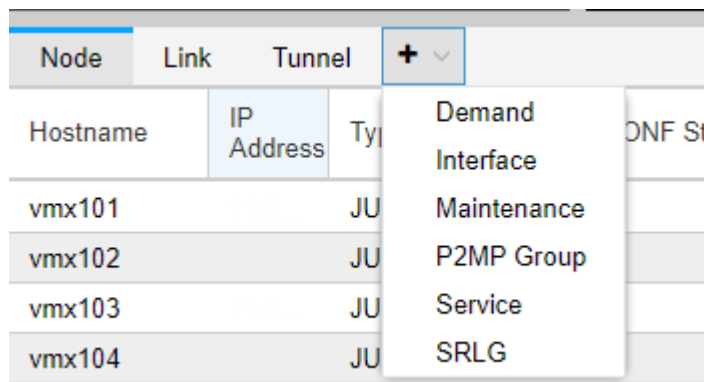 Node Link Tunnel +
Hostname
IP
Address
Demand
Interface
Maintenance
P2MP Group
Service
SRLG
vmx101 JU
vmx102 JU
vmx103 JU
vmx104 JU